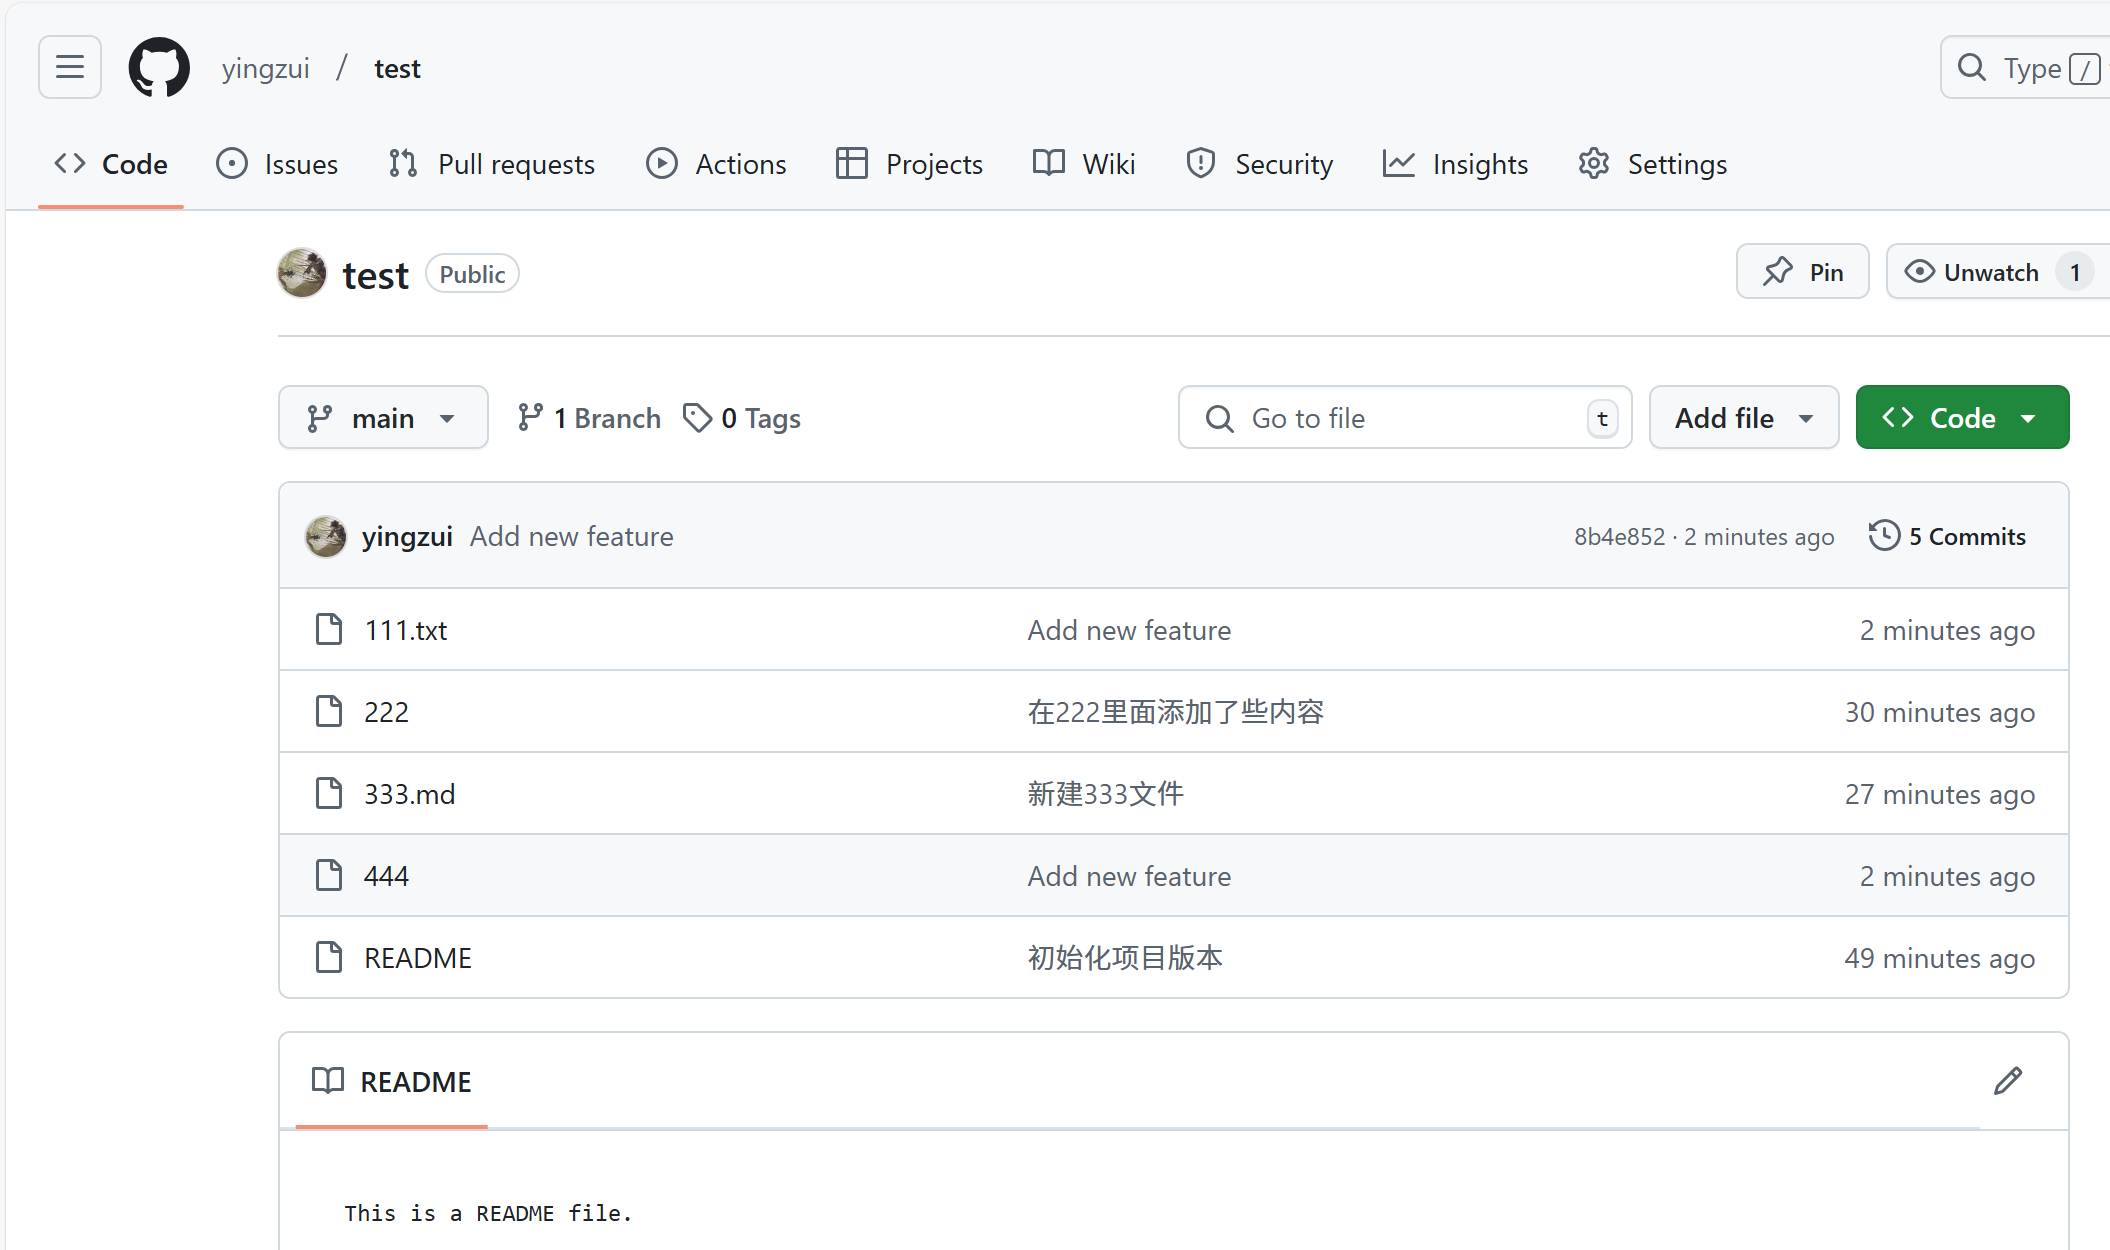 yingzui / test
Type /
Code Issues Pull requests Actions Projects Wiki Security Insights Settings
test Public
Pin Unwatch 1
main 1 Branch 0 Tags
Go to file t Add file Code
yingzui Add new feature 8b4e852 · 2 minutes ago 5 Commits
111.txt Add new feature 2 minutes ago
222 在222里面添加了些内容 30 minutes ago
333.md 新建333文件 27 minutes ago
444 Add new feature 2 minutes ago
README 初始化项目版本 49 minutes ago
README
This is a README file.